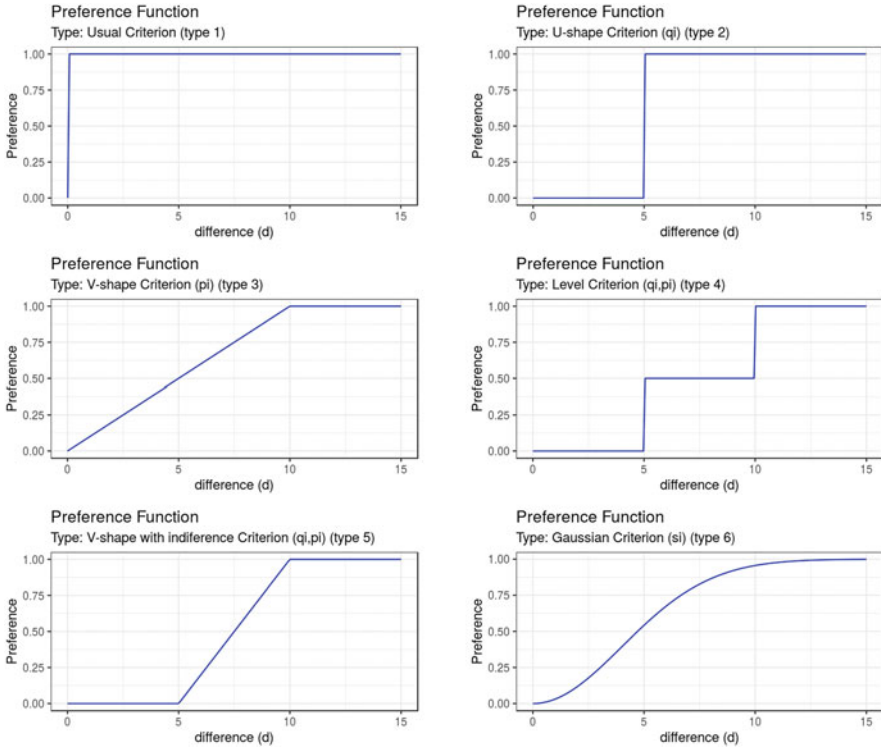 Preference Function
Type: Usual Criterion (type 1)
1.00
0.75
0.50
0.25
0.00
Preference
0
5
10
15
difference (d)
Preference Function
Type: U-shape Criterion (qi) (type 2)
1.00
0.75
0.50
0.25
0.00
Preference
0
5
10
15
difference (d)
Preference Function
Type: V-shape Criterion (pi) (type 3)
1.00
0.75
0.50
0.25
0.00
Preference
0
5
10
15
difference (d)
Preference Function
Type: Level Criterion (qi,pi) (type 4)
1.00
0.75
0.50
0.25
0.00
Preference
0
5
10
15
difference (d)
Preference Function
Type: V-shape with indiference Criterion (qi,pi) (type 5)
1.00
0.75
0.50
0.25
0.00
Preference
0
5
10
15
difference (d)
Preference Function
Type: Gaussian Criterion (si) (type 6)
1.00
0.75
0.50
0.25
0.00
Preference
0
5
10
15
difference (d)